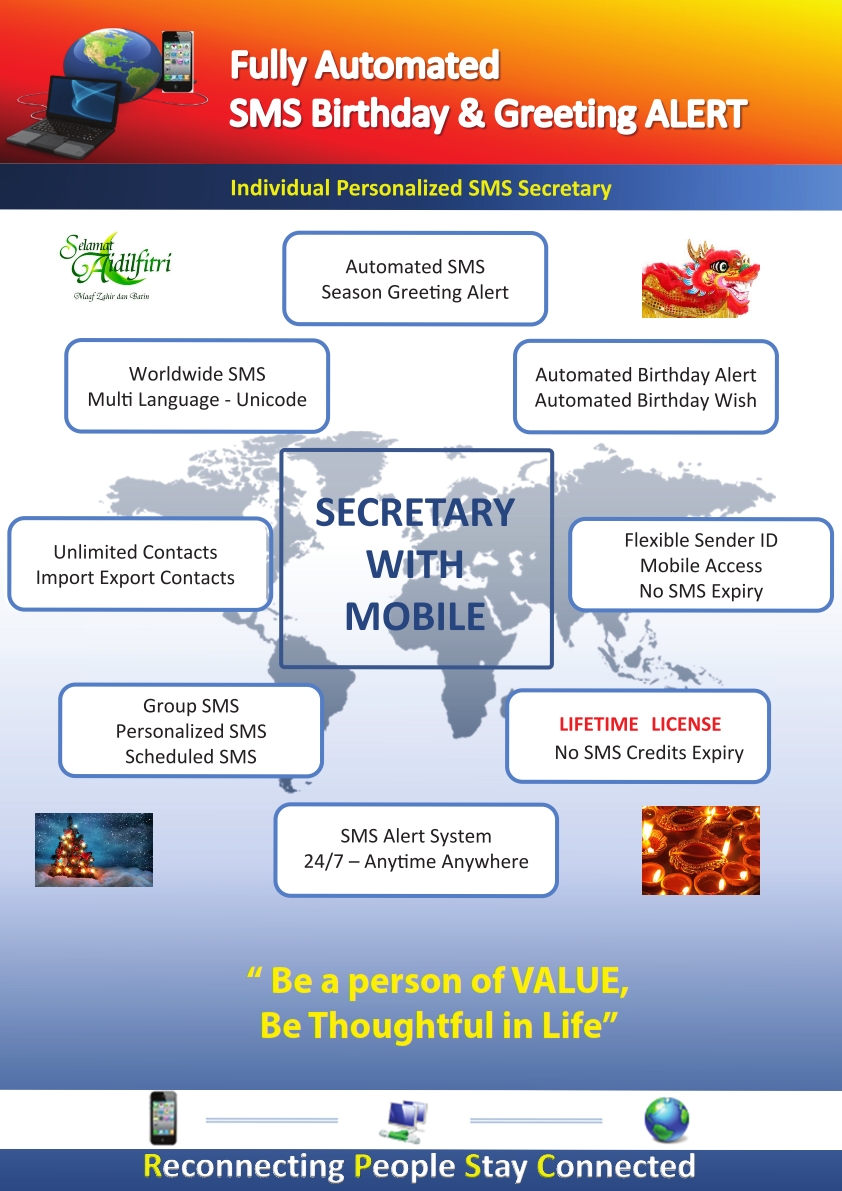 Fully Automated
SMS Birthday & Greeting ALERT
Individual Personalized SMS Secretary
Selamat
Aidilfitri
Maaf Zahir dan Batin
Automated SMS
Season Greeting Alert
Worldwide SMS
Multi Language - Unicode
Automated Birthday Alert
Automated Birthday Wish
SECRETARY
WITH
MOBILE
Unlimited Contacts
Import Export Contacts
Flexible Sender ID
Mobile Access
No SMS Expiry
Group SMS
Personalized SMS
Scheduled SMS
LIFETIME LICENSE
No SMS Credits Expiry
SMS Alert System
24/7 – Anytime Anywhere
“ Be a person of VALUE,
Be Thoughtful in Life”
Reconnecting People Stay Connected